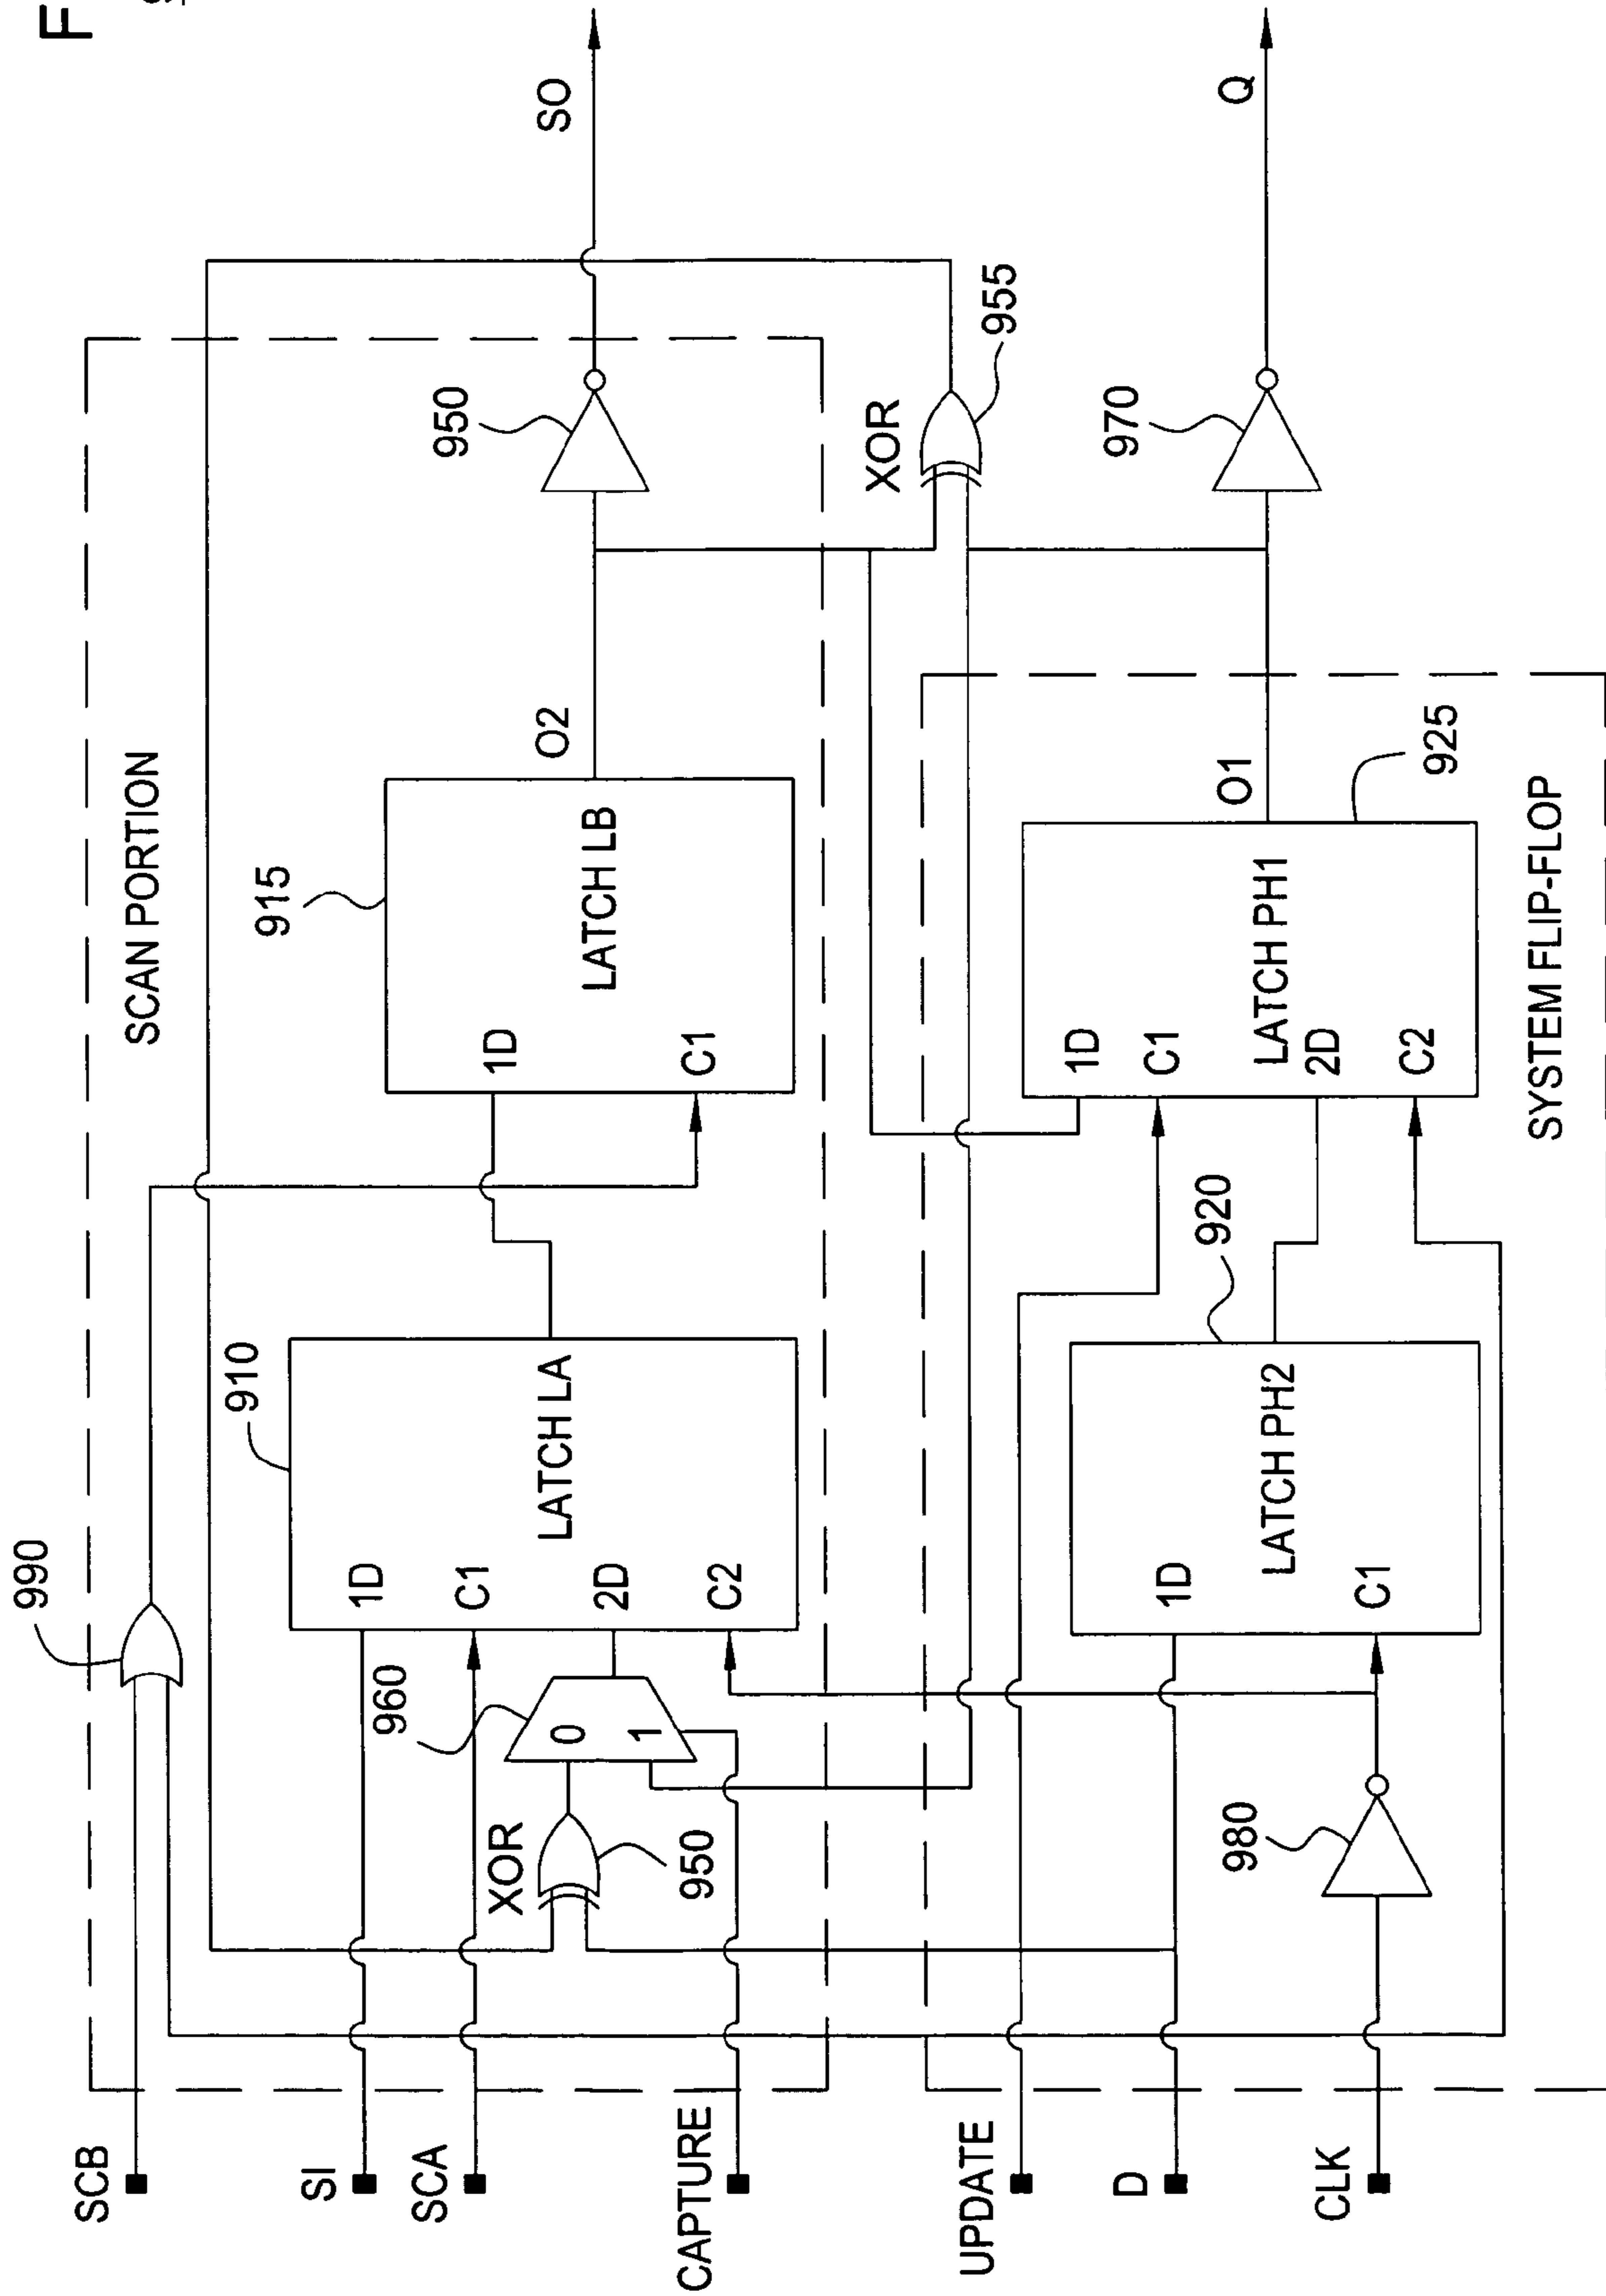 F
SCAN PORTION
SCB
SI
SCA
CAPTURE
UPDATE
D
CLK
990
910
1D
C1
2D
C2
LATCH LA
960
0
1
XOR
950
915
1D
C1
LATCH LB
O2
950
SO
XOR
955
920
1D
C1
LATCH PH2
980
1D
C1
LATCH PH1
2D
C2
925
O1
970
Q
SYSTEM FLIP-FLOP